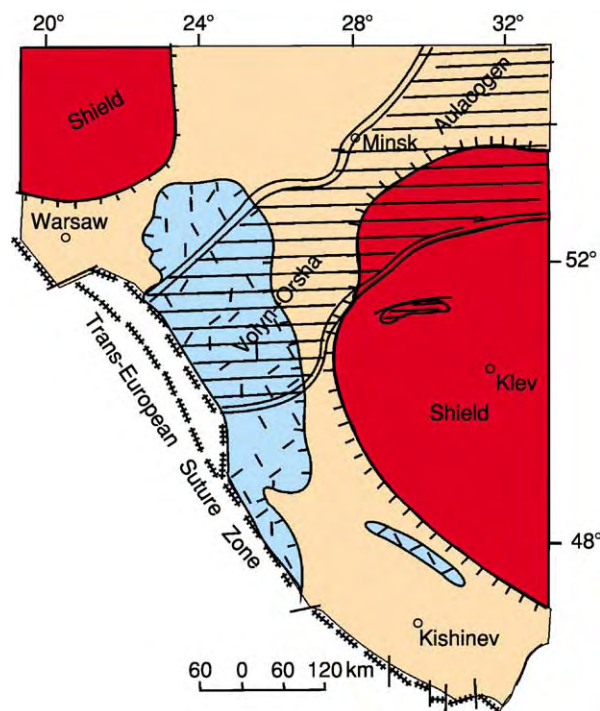 20° 24° 28° 32°
Shield
Aulacogen
Minsk
Warsaw
52°
Volyn-Orsha
Trans-European Suture Zone
Klev
Shield
48°
Kishinev
60 0 60 120 km